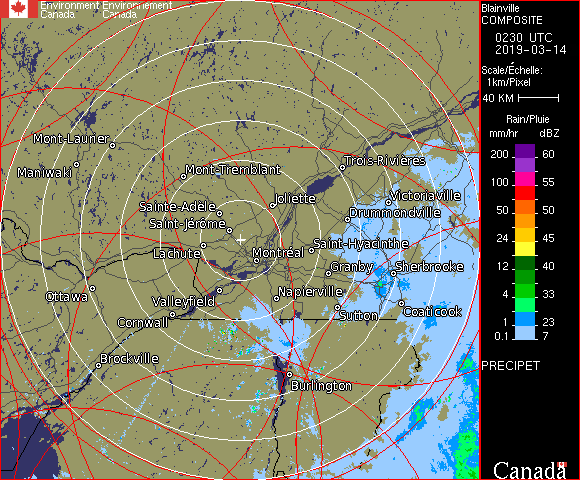 Environment Environnement
Canada Canada
Blainville
COMPOSITE
0230 UTC
2019-03-14
Scale/Échelle:
1km/Pixel
40 KM
Rain/Pluie
mm/hr dBZ
200 60
100 55
50 50
24 45
12 40
4 33
1 23
0.1 7
PRECIPET
Canada
Mont-Laurier
Maniwaki
Mont-Tremblant
Trois-Rivières
Sainte-Adèle
Joliette
Victoriaville
Drummondville
Saint-Jérôme
Lachute
Montréal
Saint-Hyacinthe
Granby
Sherbrooke
Ottawa
Valleyfield
Napierville
Sutton
Coaticook
Cornwall
Brockville
Burlington